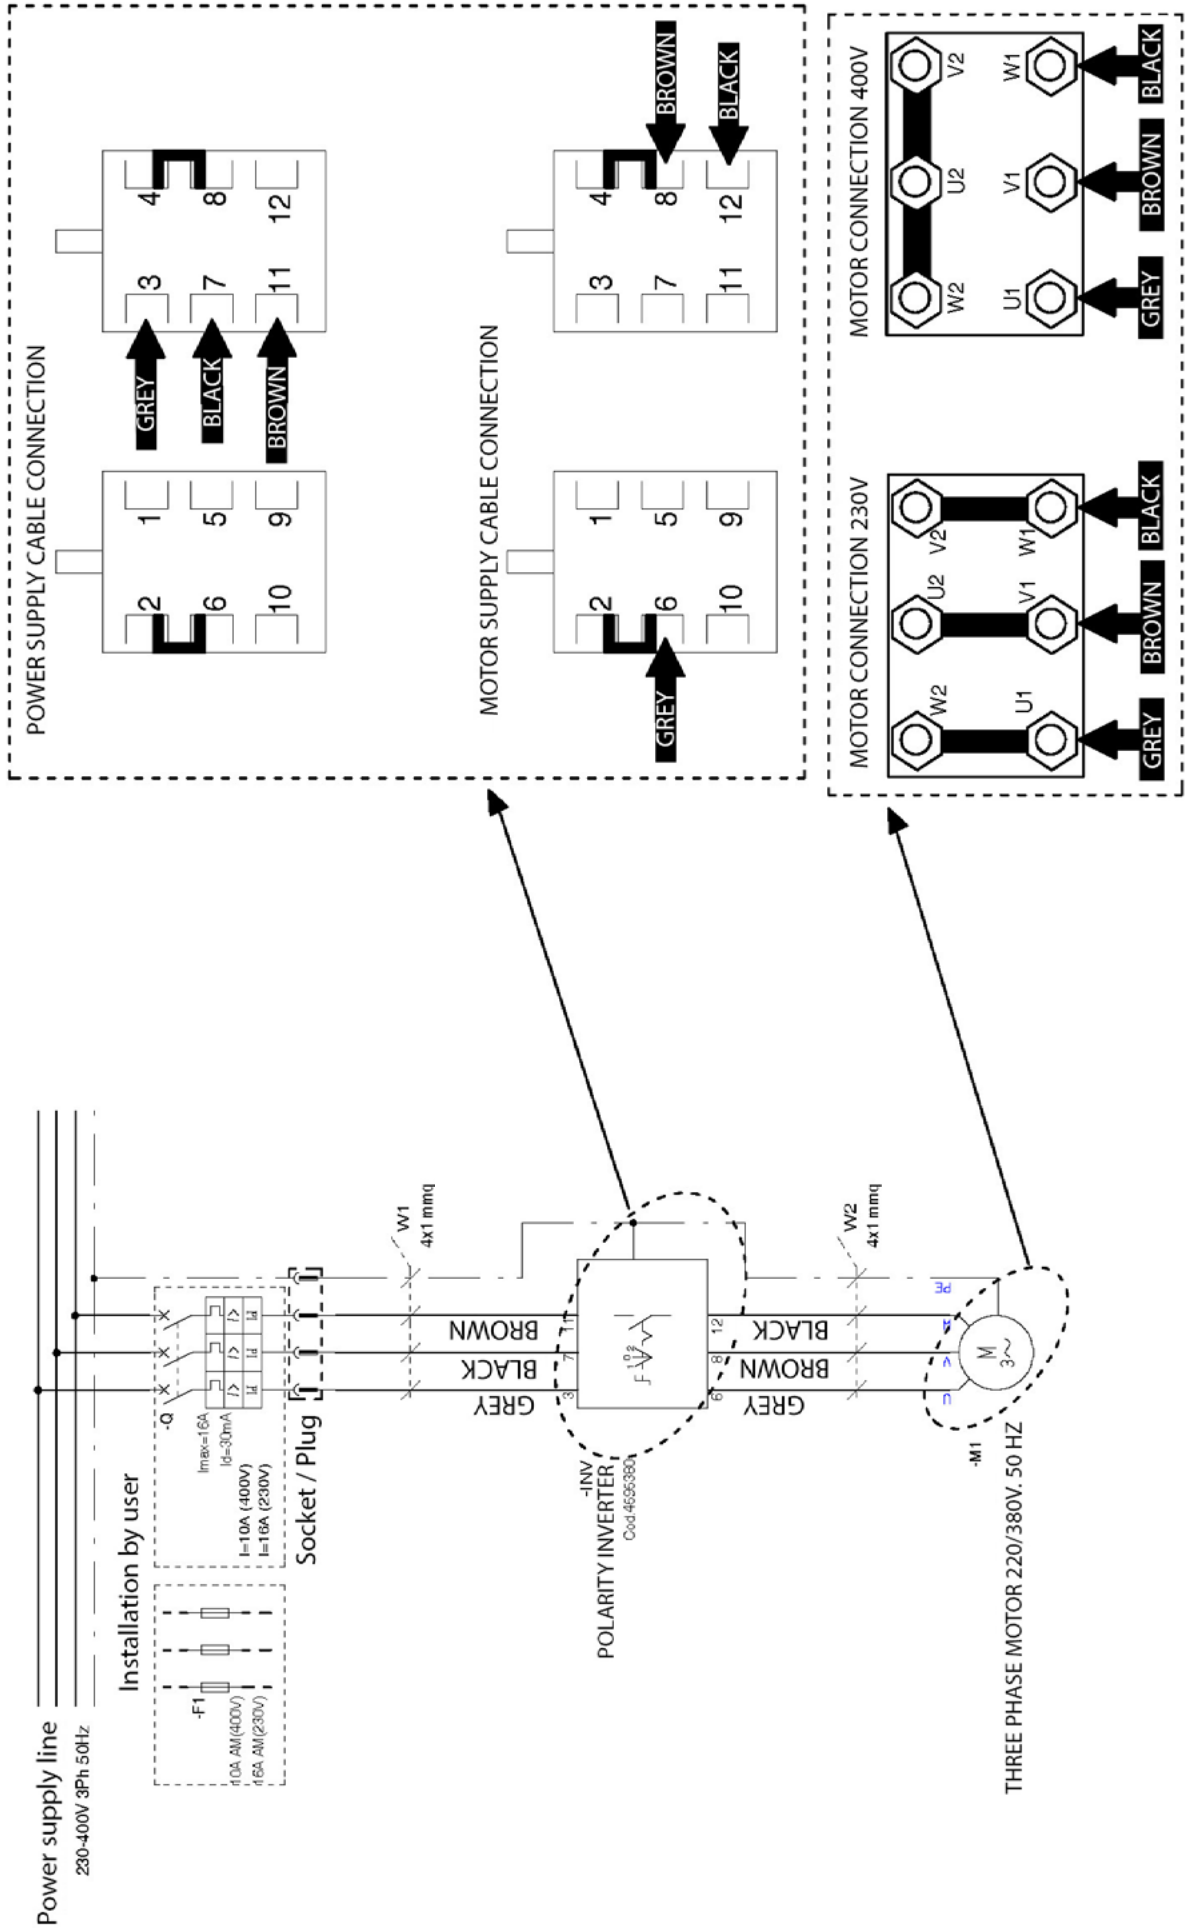 Power supply line
230-400V 3Ph 50Hz
Installation by user
-F1
10A AM(400V)
16A AM(230V)
-Q
Imax=16A
Id=30mA
I=10A (400V)
I=16A (230V)
Socket / Plug
W1
4x1 mmq
GREY
BLACK
BROWN
3
7
11
-INV
POLARITY INVERTER
1 0 2
6
8
12
GREY
BROWN
BLACK
W2
4x1 mmq
U
V
PE
-M1
M
3~
THREE PHASE MOTOR 220/380V. 50 HZ
POWER SUPPLY CABLE CONNECTION
2
1
6
5
10
9
GREY
BLACK
BROWN
3
4
7
8
11
12
MOTOR SUPPLY CABLE CONNECTION
2
1
6
5
10
9
GREY
3
4
7
8
11
12
BROWN
BLACK
MOTOR CONNECTION 230V
W2
U2
V2
U1
V1
W1
GREY
BROWN
BLACK
MOTOR CONNECTION 400V
W2
U2
V2
U1
V1
W1
GREY
BROWN
BLACK